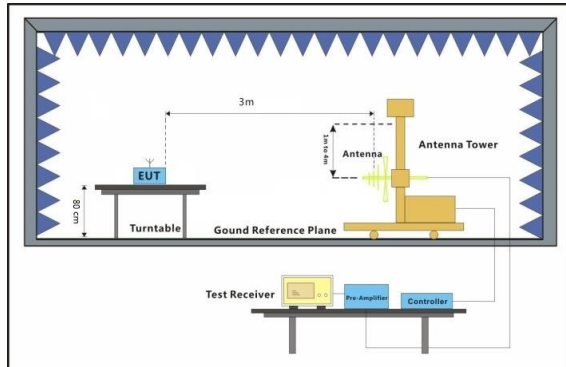 3m
1m to 4m
Antenna
Antenna Tower
EUT
80 cm
Turntable
Gound Reference Plane
Test Receiver
Pre-Amplifier
Controller